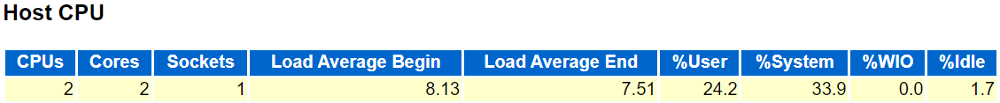 Host CPU
CPUs Cores Sockets Load Average Begin Load Average End %User %System %WIO %Idle
2 2 1 8.13 7.51 24.2 33.9 0.0 1.7